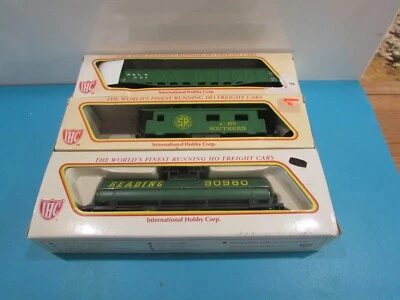 IHC
International Hobby Corp.
THE WORLD'S FINEST RUNNING HO FREIGHT CARS
IHC
SR
SOUTHERN
International Hobby Corp.
THE WORLD'S FINEST RUNNING HO FREIGHT CARS
IHC
READING 90980
International Hobby Corp.